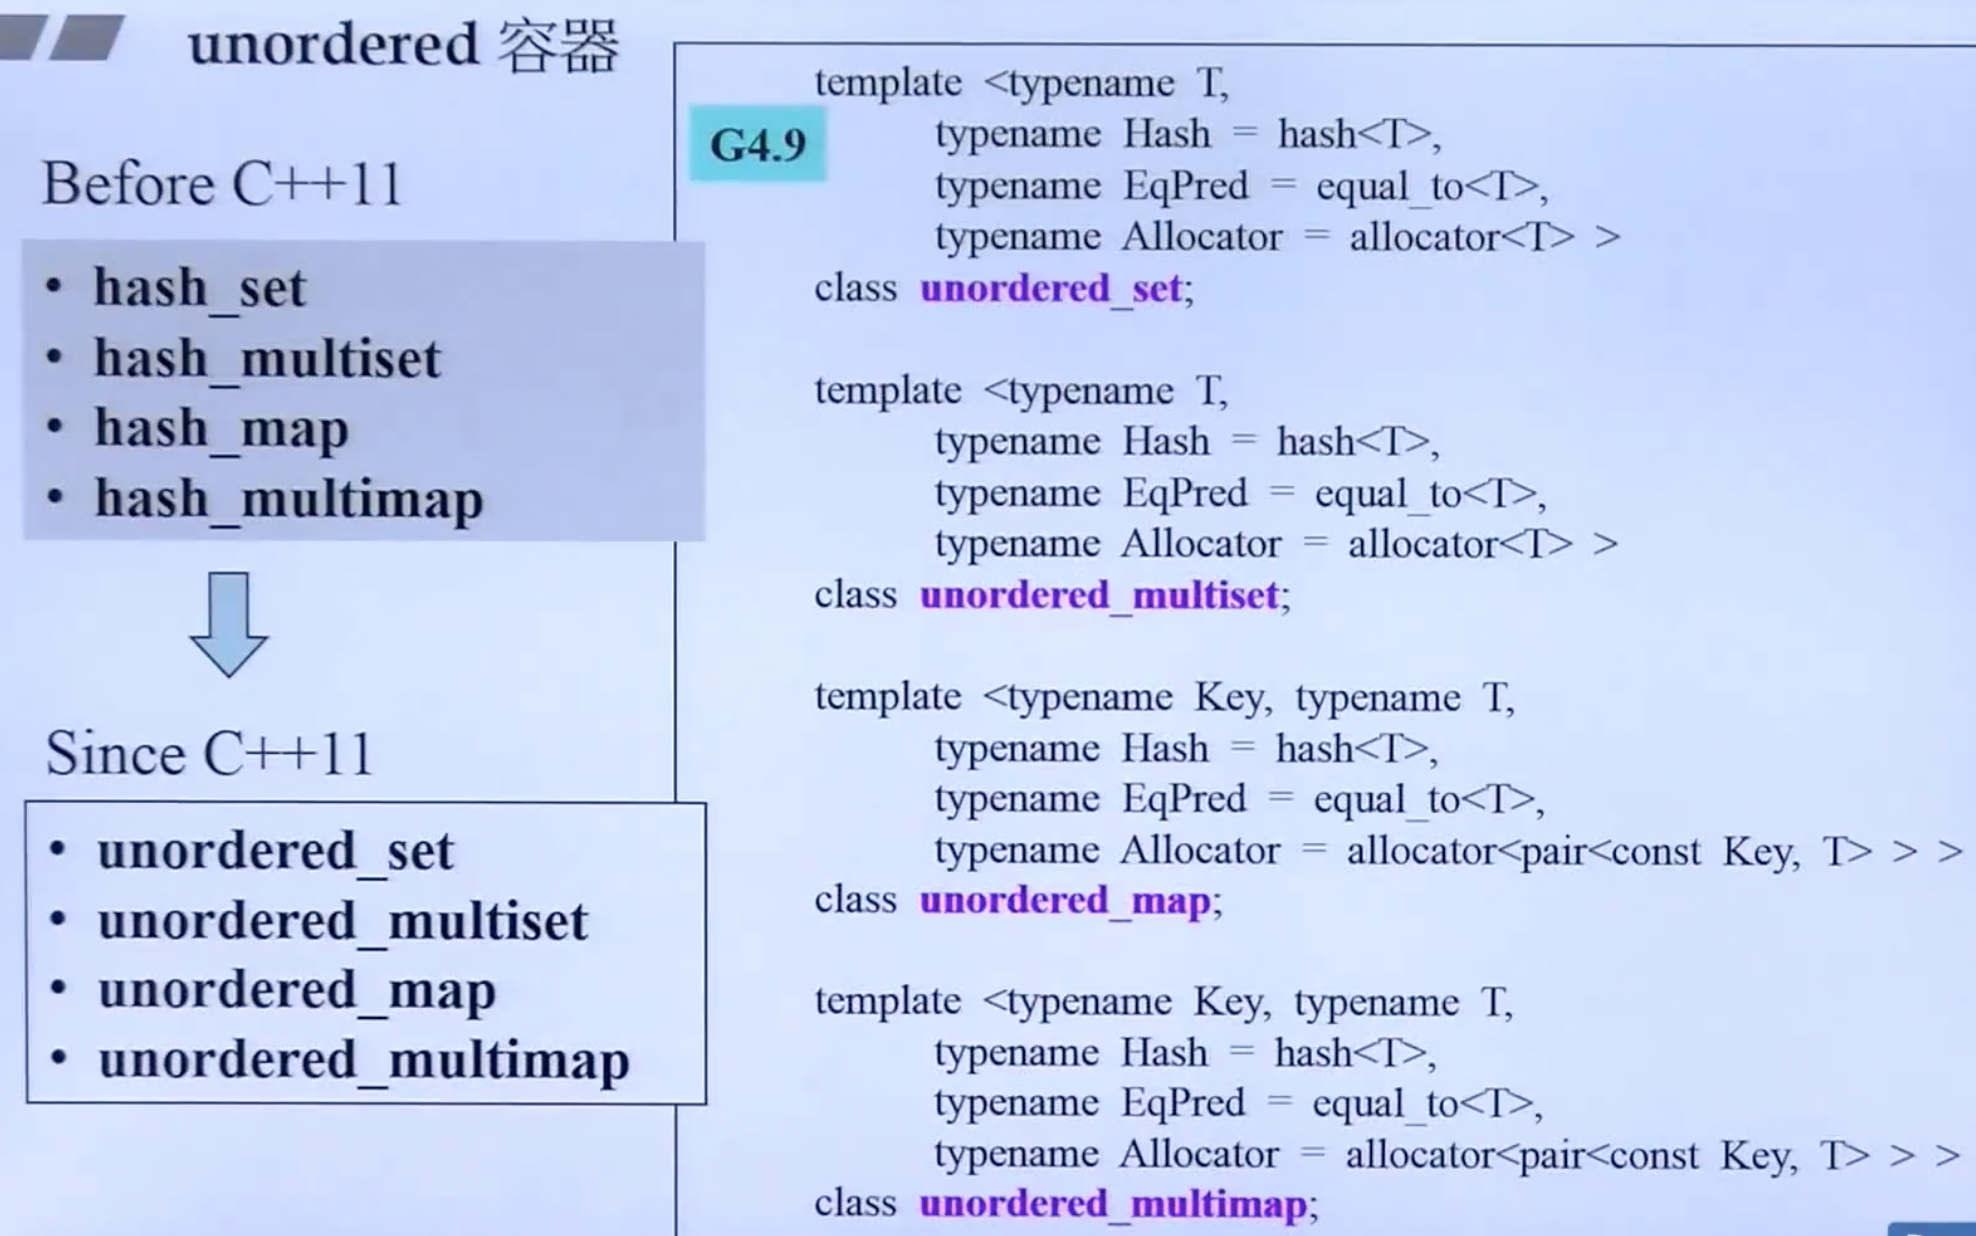 unordered 容器
Before C++11
• hash_set
• hash_multiset
• hash_map
• hash_multimap
Since C++11
• unordered_set
• unordered_multiset
• unordered_map
• unordered_multimap
G4.9
template <typename T,
typename Hash = hash<T>,
typename EqPred = equal_to<T>,
typename Allocator = allocator<T> >
class unordered_set;
template <typename T,
typename Hash = hash<T>,
typename EqPred = equal_to<T>,
typename Allocator = allocator<T> >
class unordered_multiset;
template <typename Key, typename T,
typename Hash = hash<T>,
typename EqPred = equal_to<T>,
typename Allocator = allocator<pair<const Key, T> > >
class unordered_map;
template <typename Key, typename T,
typename Hash = hash<T>,
typename EqPred = equal_to<T>,
typename Allocator = allocator<pair<const Key, T> > >
class unordered_multimap;